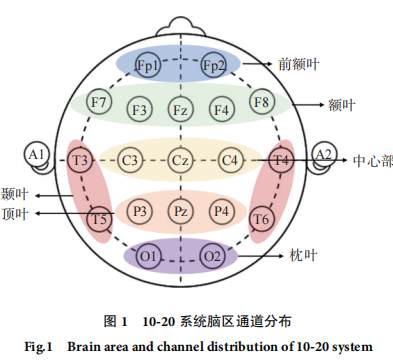 Fp1 Fp2 前额叶
F7 F3 Fz F4 F8 额叶
A1 T3 C3 Cz C4 T4 A2 中心部
颞叶
顶叶 T5 P3 Pz P4 T6
O1 O2 枕叶
图 1 10-20 系统脑区通道分布
Fig.1 Brain area and channel distribution of 10-20 system